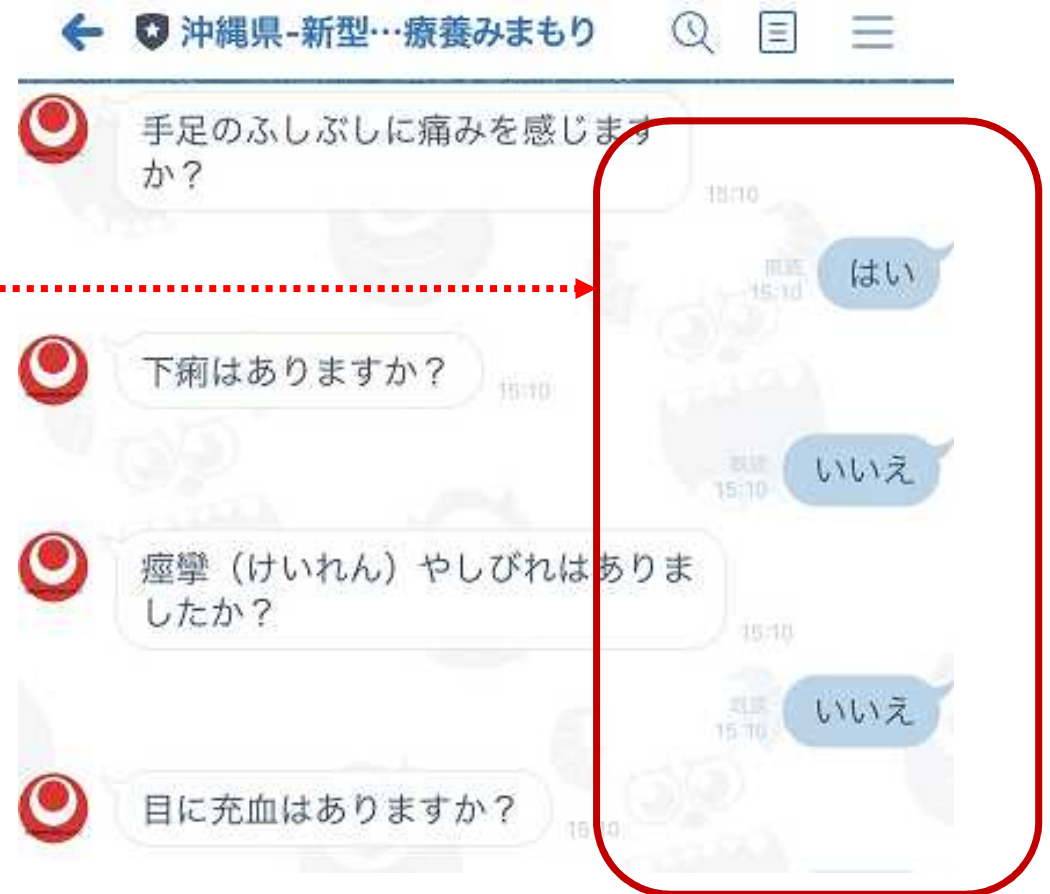 沖縄県-新型…療養みまもり
手足のふしぶしに痛みを感じます
か？
15:10
既読
15:10
はい
下痢はありますか？
15:10
既読
15:10
いいえ
痙攣（けいれん）やしびれはありま
したか？
15:10
既読
15:10
いいえ
目に充血はありますか？
15:10